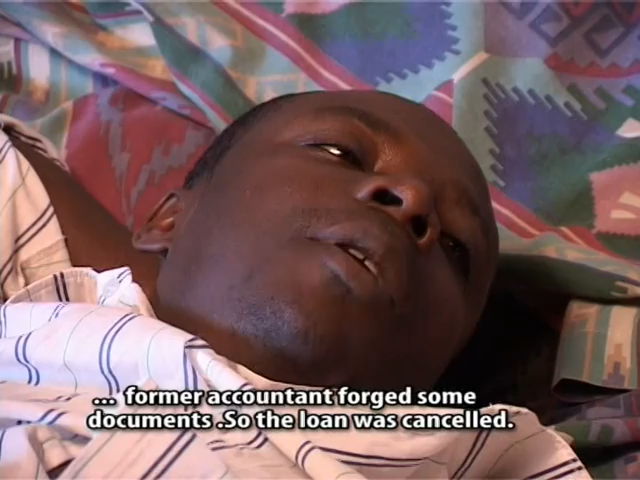 ... former accountant forged some
documents .So the loan was cancelled.